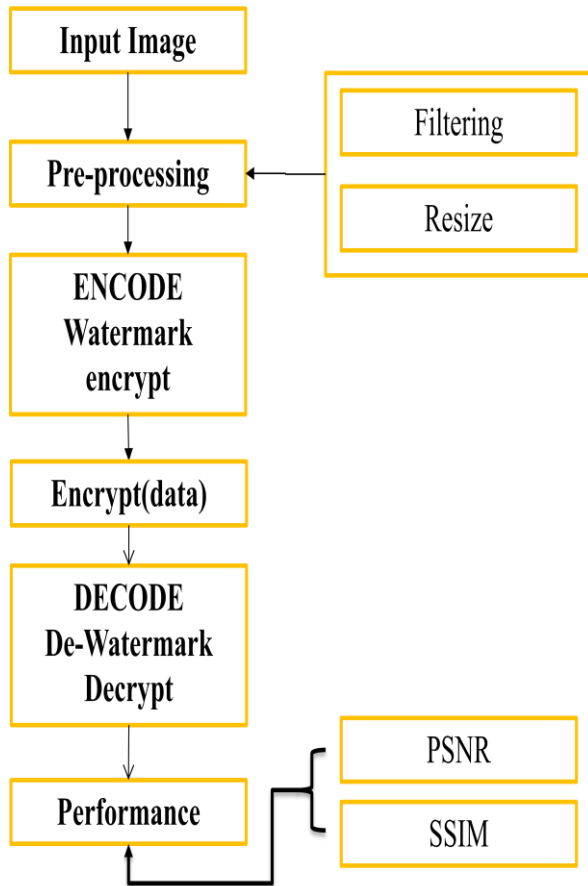 Input Image
Filtering
Pre-processing
Resize
ENCODE
Watermark
encrypt
Encrypt(data)
DECODE
De-Watermark
Decrypt
PSNR
Performance
SSIM